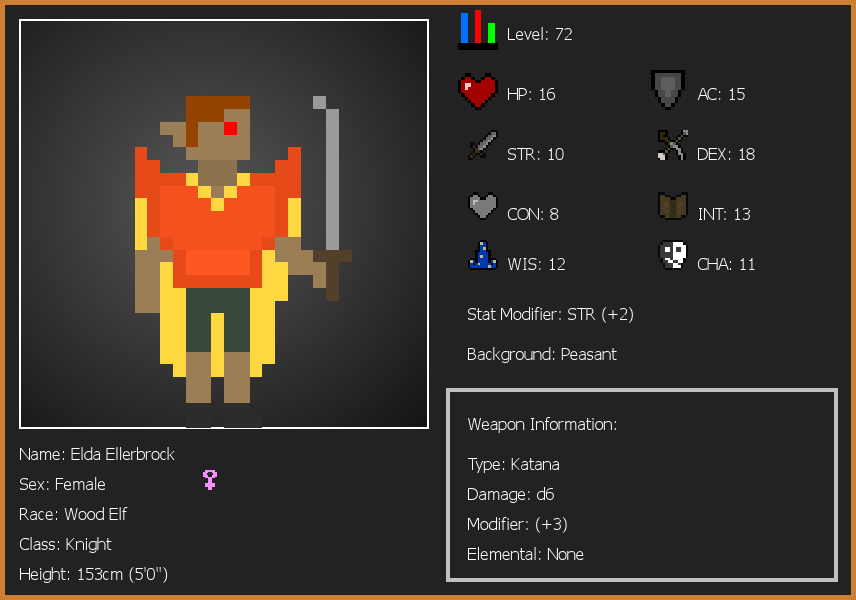 Level: 72
HP: 16
AC: 15
STR: 10
DEX: 18
CON: 8
INT: 13
WIS: 12
CHA: 11
Stat Modifier: STR (+2)
Background: Peasant
Weapon Information:
Type: Katana
Damage: d6
Modifier: (+3)
Elemental: None
Name: Elda Ellerbrock
Sex: Female
Race: Wood Elf
Class: Knight
Height: 153cm (5'0")